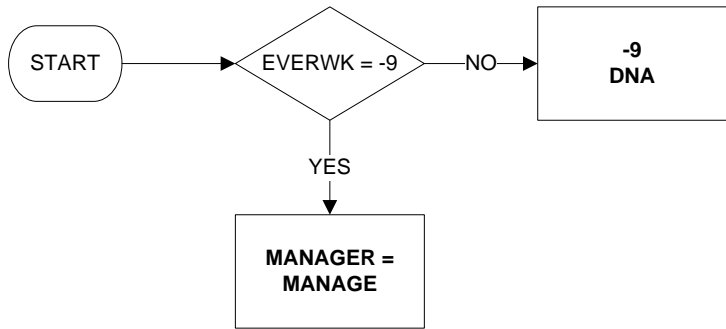 START
EVERWK = -9
NO
-9
DNA
YES
MANAGER =
MANAGE